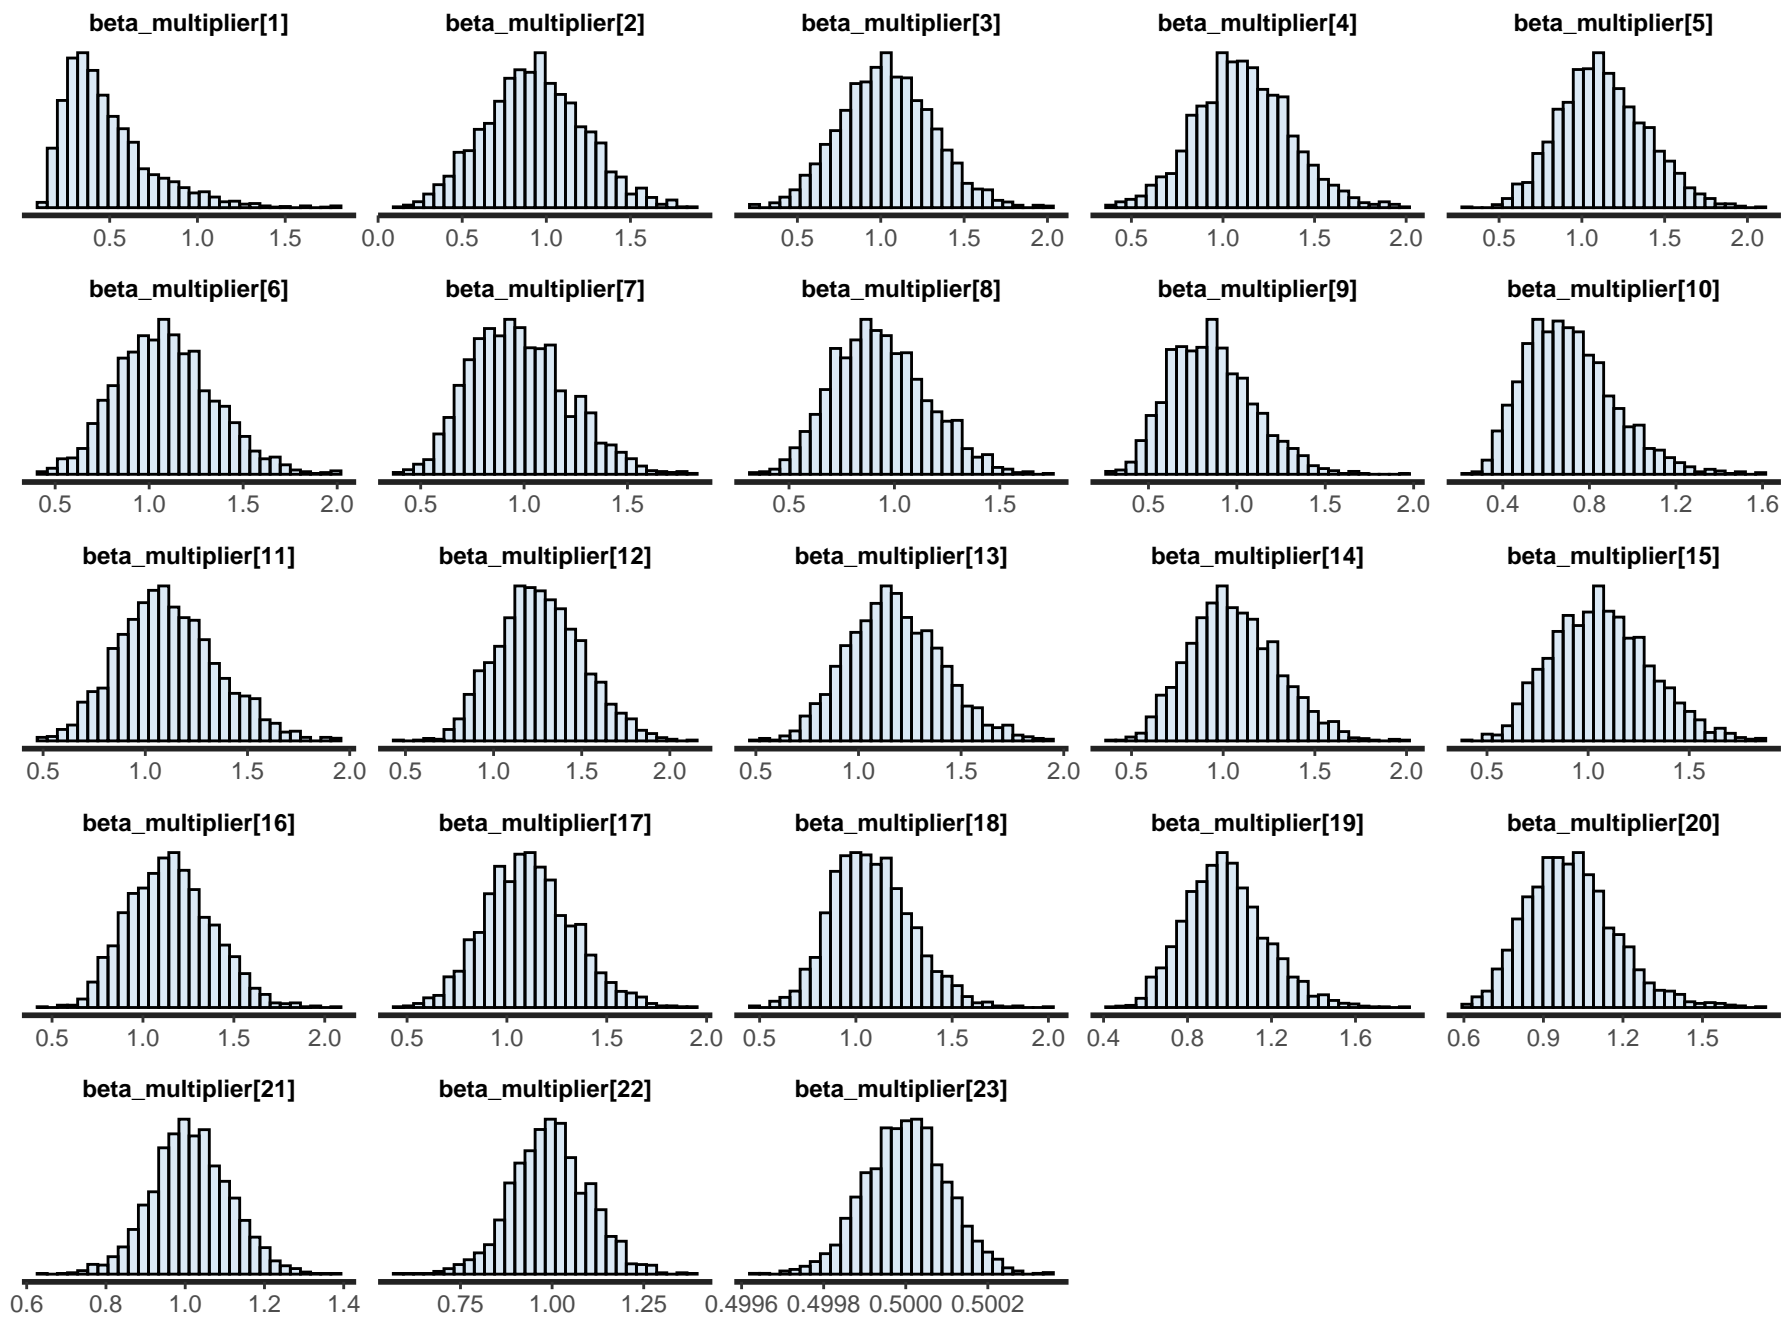 beta_multiplier[1] beta_multiplier[2] beta_multiplier[3] beta_multiplier[4] beta_multiplier[5]
0.5 1.0 1.5 0.0 0.5 1.0 1.5 0.5 1.0 1.5 2.0 0.5 1.0 1.5 2.0 0.5 1.0 1.5 2.0
beta_multiplier[6] beta_multiplier[7] beta_multiplier[8] beta_multiplier[9] beta_multiplier[10]
0.5 1.0 1.5 2.0 0.5 1.0 1.5 0.5 1.0 1.5 0.5 1.0 1.5 2.0 0.4 0.8 1.2 1.6
beta_multiplier[11] beta_multiplier[12] beta_multiplier[13] beta_multiplier[14] beta_multiplier[15]
0.5 1.0 1.5 2.0 0.5 1.0 1.5 2.0 0.5 1.0 1.5 2.0 0.5 1.0 1.5 2.0 0.5 1.0 1.5
beta_multiplier[16] beta_multiplier[17] beta_multiplier[18] beta_multiplier[19] beta_multiplier[20]
0.5 1.0 1.5 2.0 0.5 1.0 1.5 2.0 0.5 1.0 1.5 2.0 0.4 0.8 1.2 1.6 0.6 0.9 1.2 1.5
beta_multiplier[21] beta_multiplier[22] beta_multiplier[23]
0.6 0.8 1.0 1.2 1.4 0.75 1.00 1.25 0.4996 0.4998 0.5000 0.5002